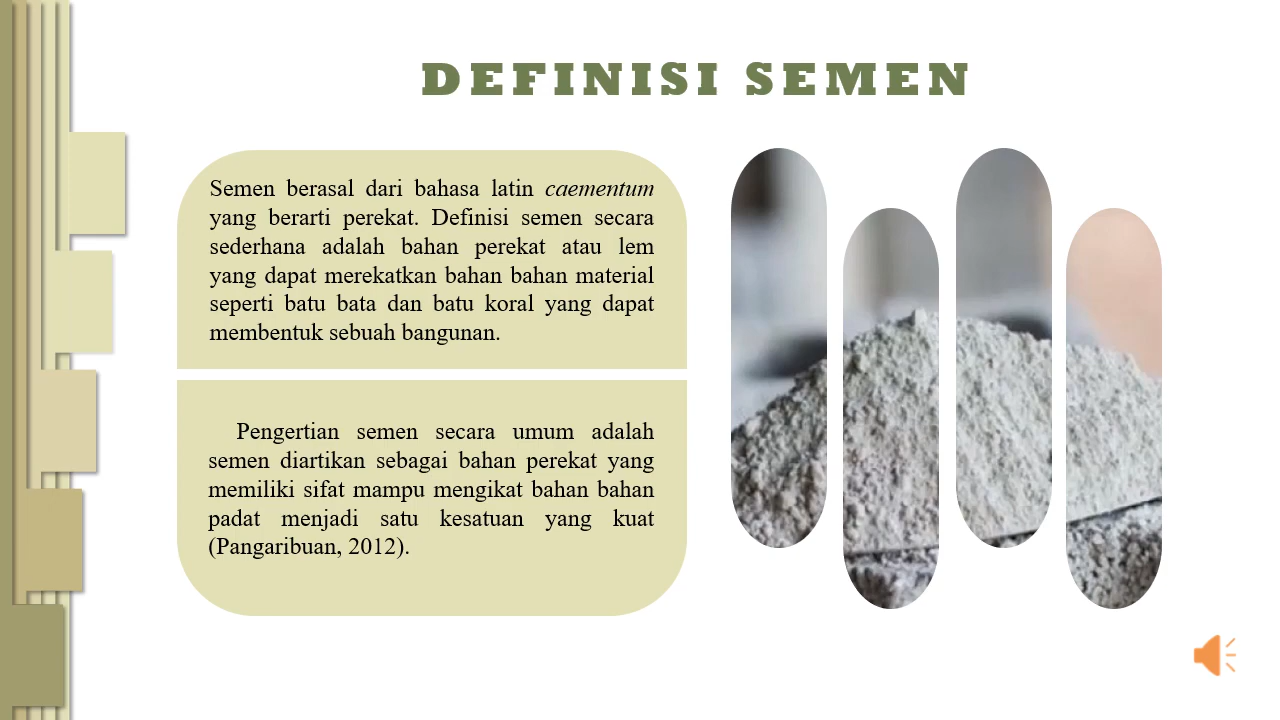 DEFINISI SEMEN
Semen berasal dari bahasa latin caementum
yang berarti perekat. Definisi semen secara
sederhana adalah bahan perekat atau lem
yang dapat merekatkan bahan bahan material
seperti batu bata dan batu koral yang dapat
membentuk sebuah bangunan.
Pengertian semen secara umum adalah
semen diartikan sebagai bahan perekat yang
memiliki sifat mampu mengikat bahan bahan
padat menjadi satu kesatuan yang kuat
(Pangaribuan, 2012).